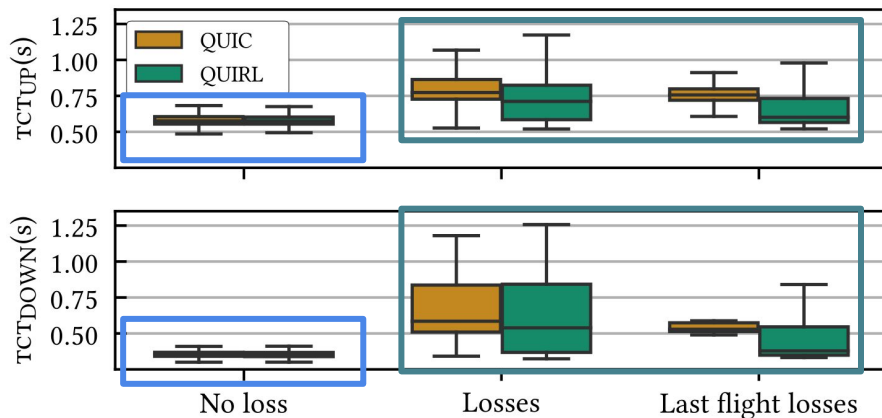 TCTUP(s)
1.25
1.00
0.75
0.50
QUIC
QUIRL
TCTDOWN(s)
1.25
1.00
0.75
0.50
No loss
Losses
Last flight losses